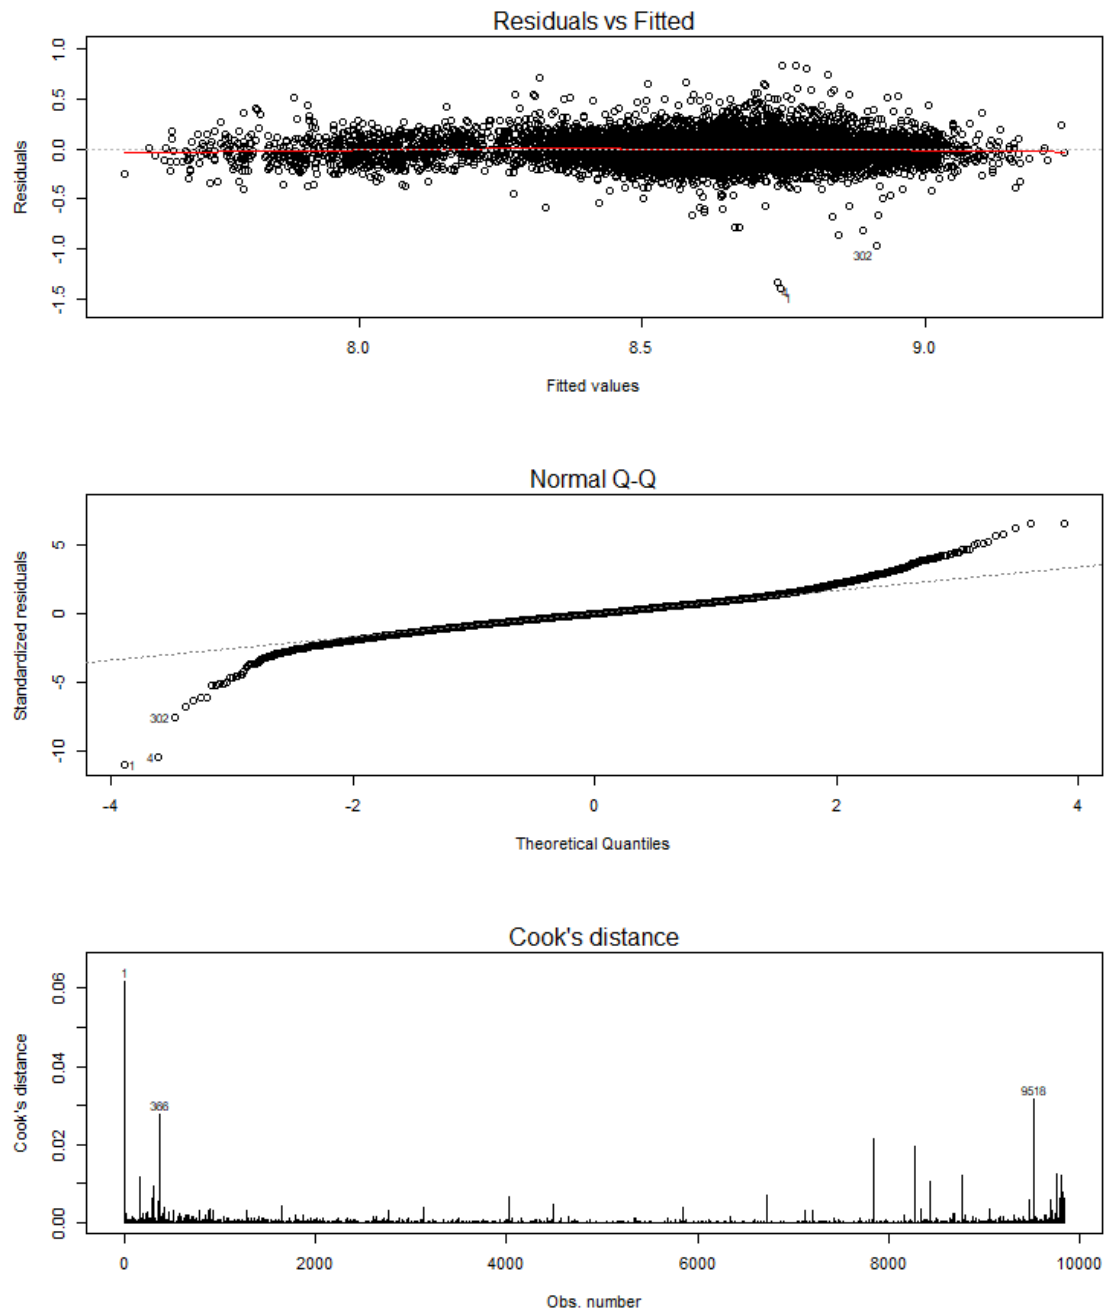 Residuals vs Fitted
1.0
0.5
0.0
-0.5
-1.0
-1.5
Residuals
302
4
1
8.0 8.5 9.0
Fitted values
Normal Q-Q
5
0
-5
-10
Standardized residuals
302
4 1
-4 -2 0 2 4
Theoretical Quantiles
Cook's distance
0.06
0.04
0.02
0.00
Cook's distance
1
366
9518
0 2000 4000 6000 8000 10000
Obs. number